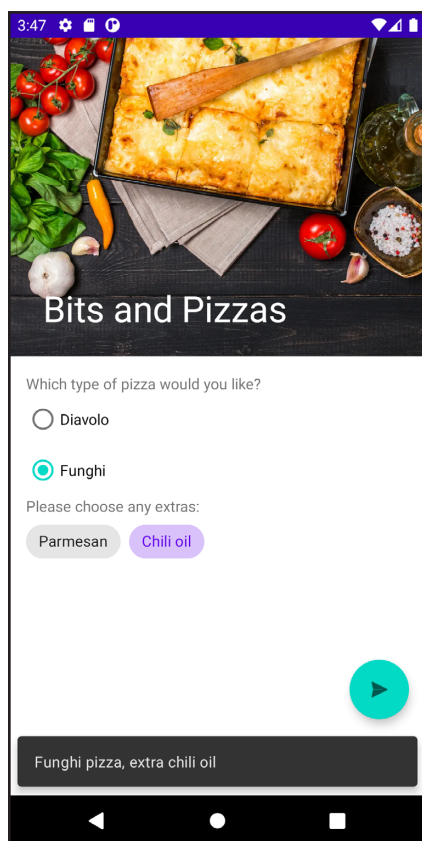 3:47
Bits and Pizzas
Which type of pizza would you like?
Diavolo
Funghi
Please choose any extras:
Parmesan Chili oil
Funghi pizza, extra chili oil